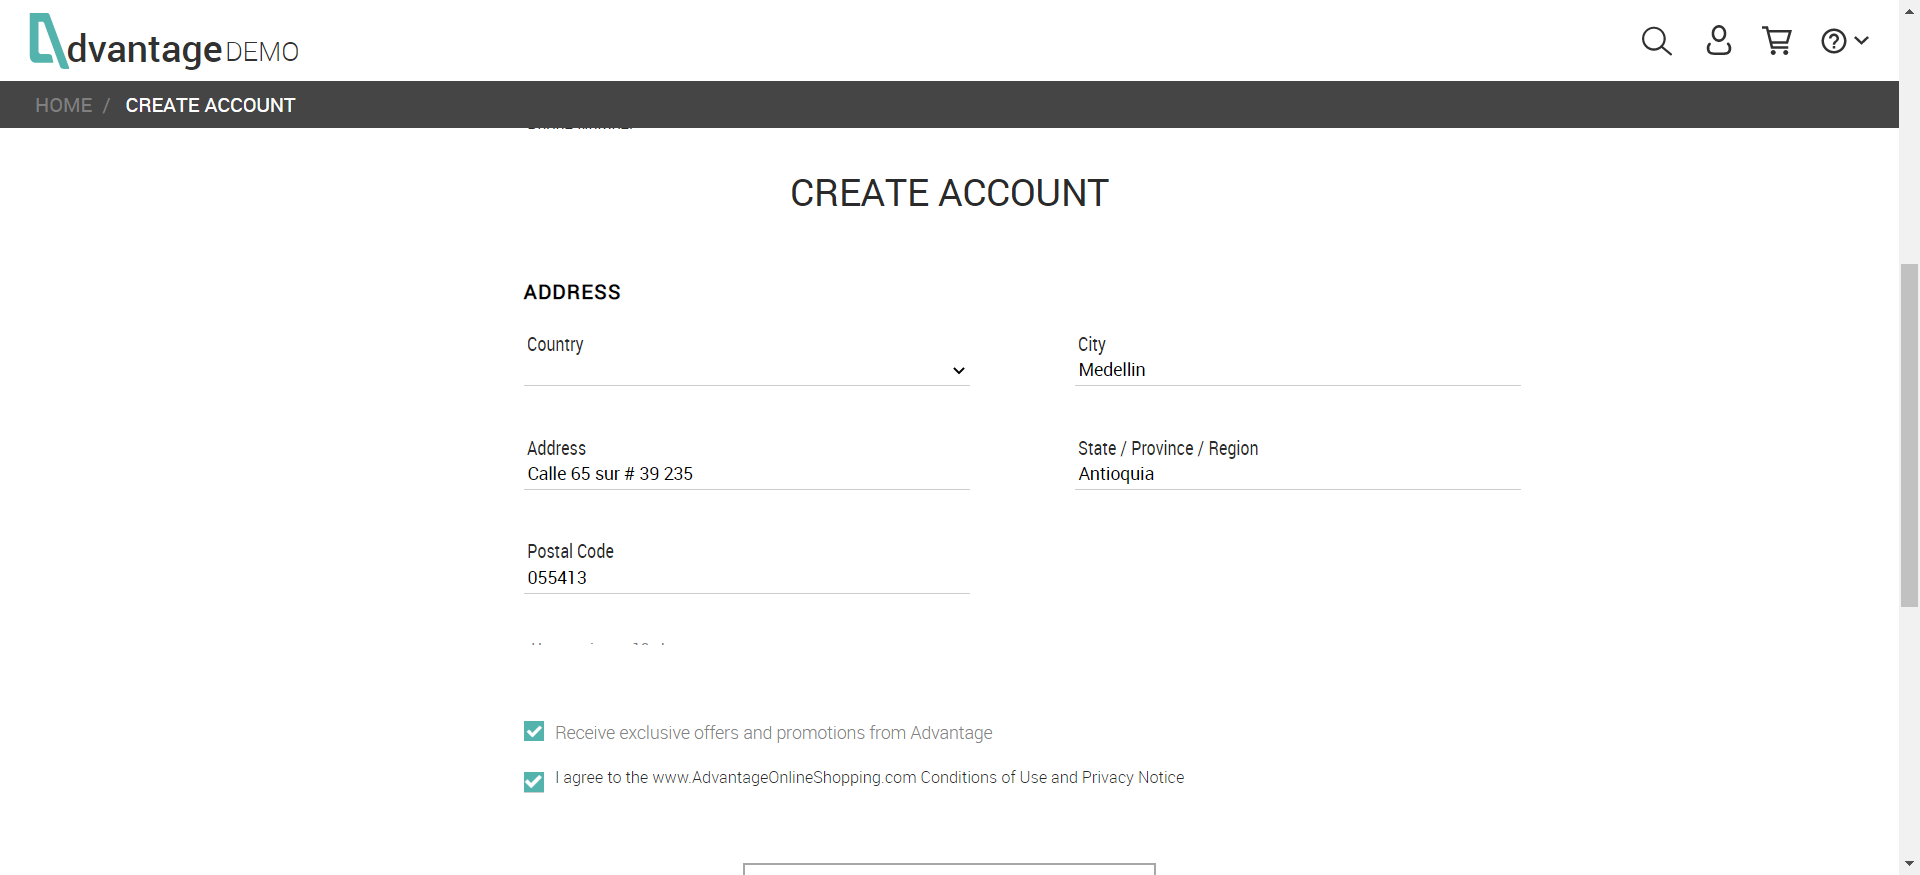 dvantage DEMO
HOME / CREATE ACCOUNT
CREATE ACCOUNT
ADDRESS
Country
City
Medellin
Address
Calle 65 sur # 39 235
State / Province / Region
Antioquia
Postal Code
055413
Receive exclusive offers and promotions from Advantage
I agree to the www.AdvantageOnlineShopping.com Conditions of Use and Privacy Notice